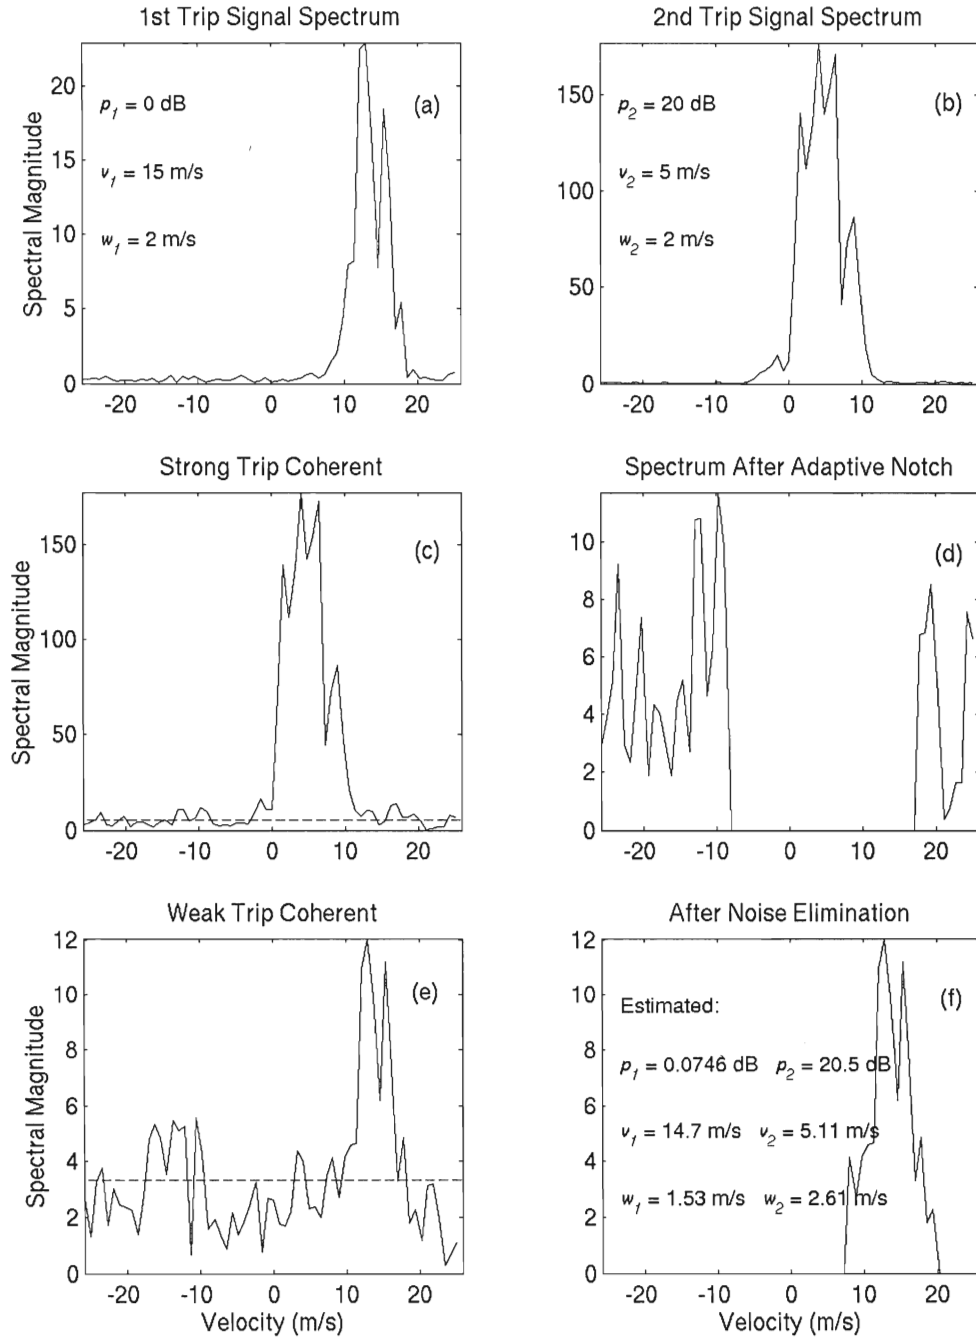 1st Trip Signal Spectrum
Spectral Magnitude
20
15
10
5
0
p1 = 0 dB
(a)
v1 = 15 m/s
w1 = 2 m/s
-20 -10 0 10 20
2nd Trip Signal Spectrum
150
100
50
0
p2 = 20 dB
(b)
v2 = 5 m/s
w2 = 2 m/s
-20 -10 0 10 20
Strong Trip Coherent
Spectral Magnitude
150
100
50
0
(c)
-20 -10 0 10 20
Spectrum After Adaptive Notch
10
8
6
4
2
0
(d)
-20 -10 0 10 20
Weak Trip Coherent
Spectral Magnitude
12
10
8
6
4
2
0
(e)
-20 -10 0 10 20
Velocity (m/s)
After Noise Elimination
12
10
8
6
4
2
0
(f)
Estimated:
p1 = 0.0746 dB p2 = 20.5 dB
v1 = 14.7 m/s v2 = 5.11 m/s
w1 = 1.53 m/s w2 = 2.61 m/s
-20 -10 0 10 20
Velocity (m/s)